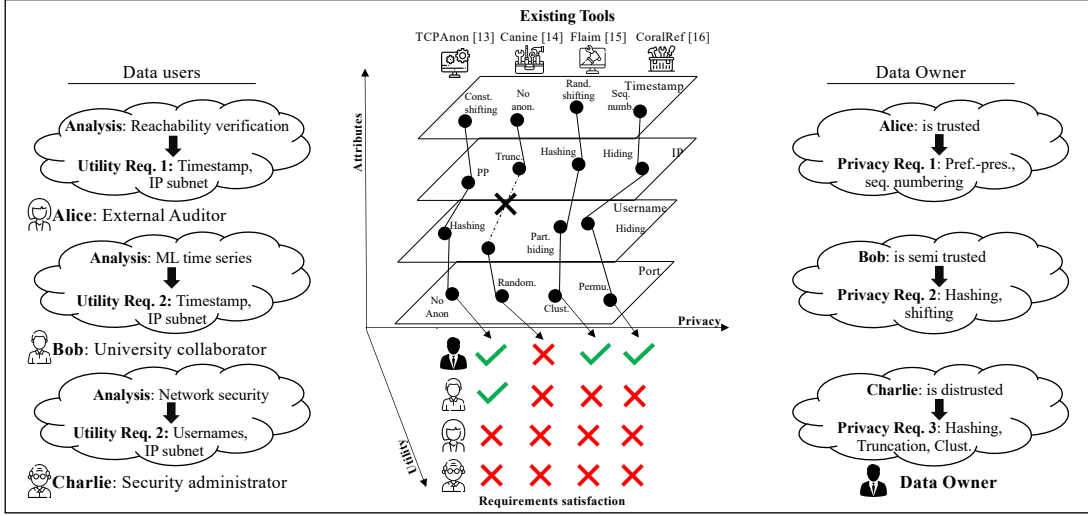 Existing Tools
TCPAnon [13] Canine [14] Flaim [15] CoralRef [16]
Data users
Analysis: Reachability verification
Utility Req. 1: Timestamp,
IP subnet
Alice: External Auditor
Analysis: ML time series
Utility Req. 2: Timestamp,
IP subnet
Bob: University collaborator
Analysis: Network security
Utility Req. 2: Usernames,
IP subnet
Charlie: Security administrator
Attributes
Timestamp
Const.
shifting
No
anon.
Rand.
shifting
Seq.
numb.
IP
PP
Trunc.
Hashing
Hiding
Username
Hashing
Part.
hiding
Hiding
Port
No
Anon
Random.
Clust.
Permu.
Privacy
Utility
Requirements satisfaction
Data Owner
Alice: is trusted
Privacy Req. 1: Pref.-pres.,
seq. numbering
Bob: is semi trusted
Privacy Req. 2: Hashing,
shifting
Charlie: is distrusted
Privacy Req. 3: Hashing,
Truncation, Clust.
Data Owner